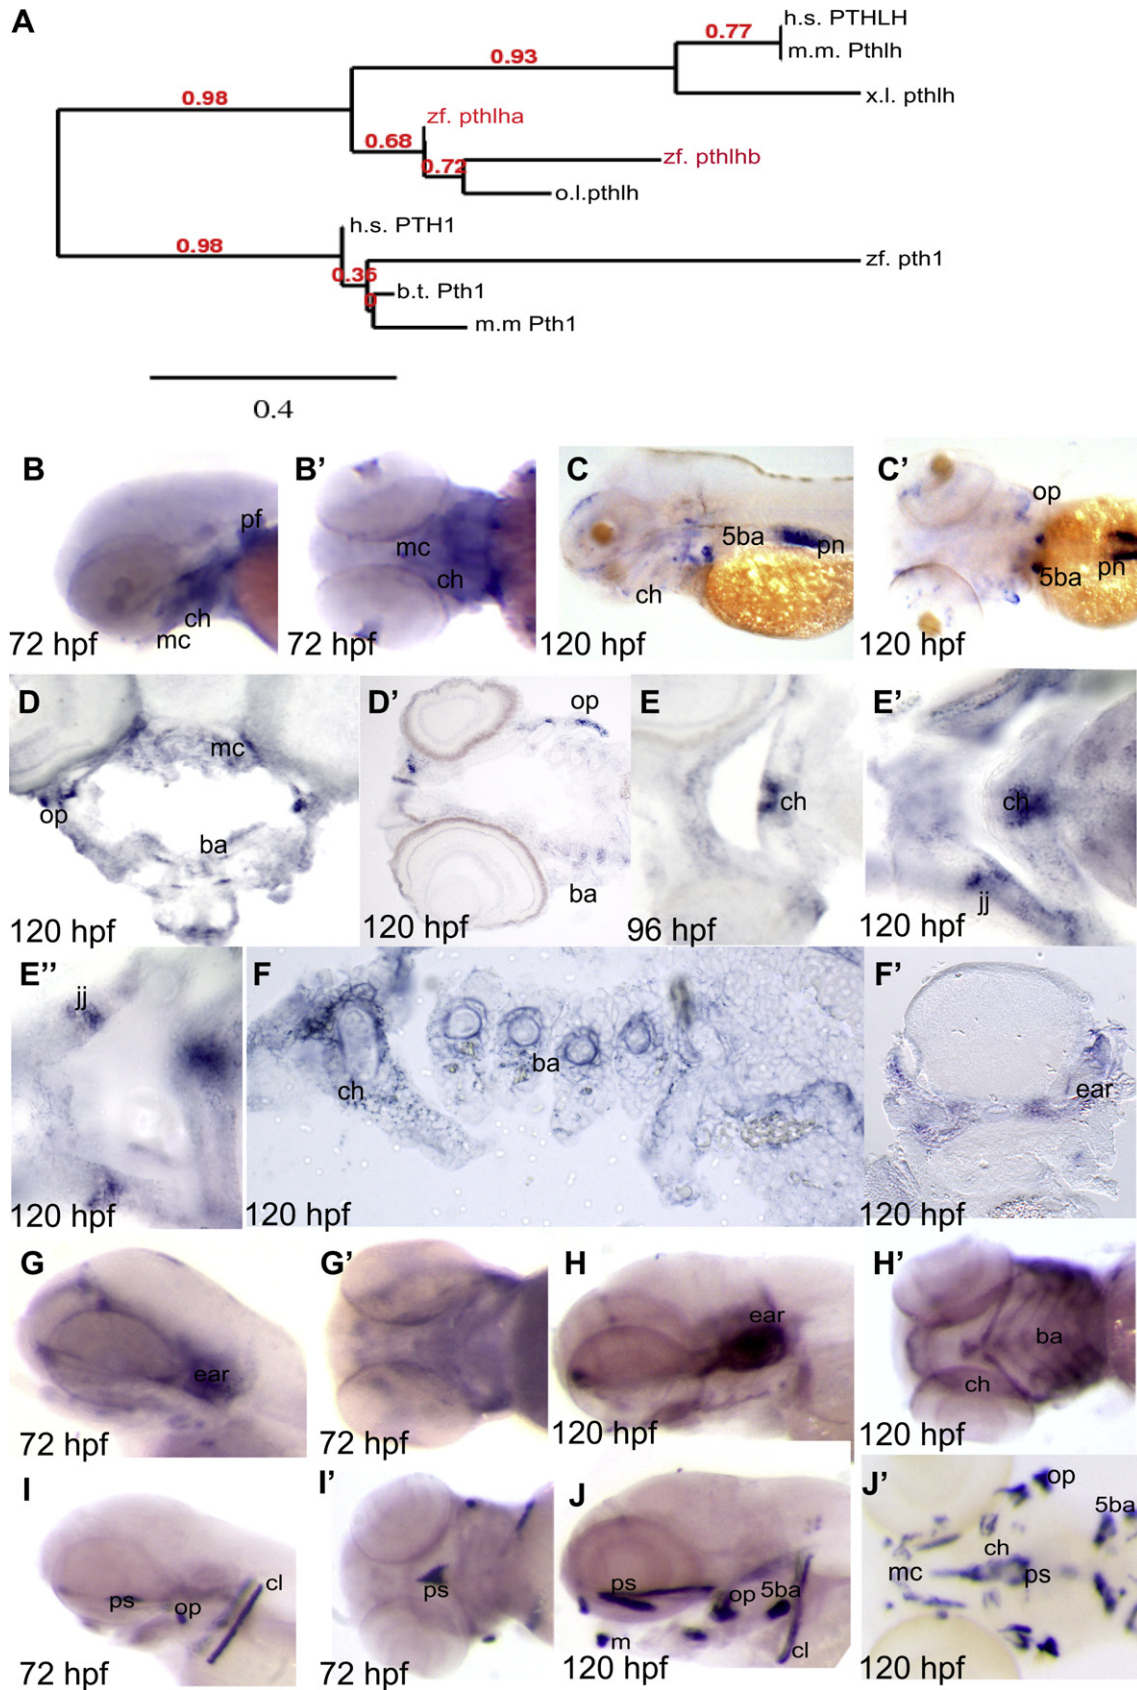 A
h.s. PTHLH
0.77
m.m. Pthlh
0.93
x.l. pthlh
0.98
zf. pthlha
0.68
zf. pthlhb
0.72
o.l.pthlh
h.s. PTH1
0.98
zf. pth1
0.36
b.t. Pth1
0
m.m Pth1
0.4
B
pf
ch
mc
72 hpf
B'
mc
ch
72 hpf
C
5ba
pn
ch
120 hpf
C'
op
5ba
pn
120 hpf
D
mc
op
ba
120 hpf
D'
op
ba
120 hpf
E
ch
96 hpf
E'
ch
jj
120 hpf
E''
jj
120 hpf
F
ch
ba
120 hpf
F'
ear
120 hpf
G
ear
72 hpf
G'
72 hpf
H
ear
120 hpf
H'
ba
ch
120 hpf
I
ps
op
cl
72 hpf
I'
ps
72 hpf
J
ps
op
5ba
m
cl
120 hpf
J'
op
5ba
ch
mc
ps
120 hpf